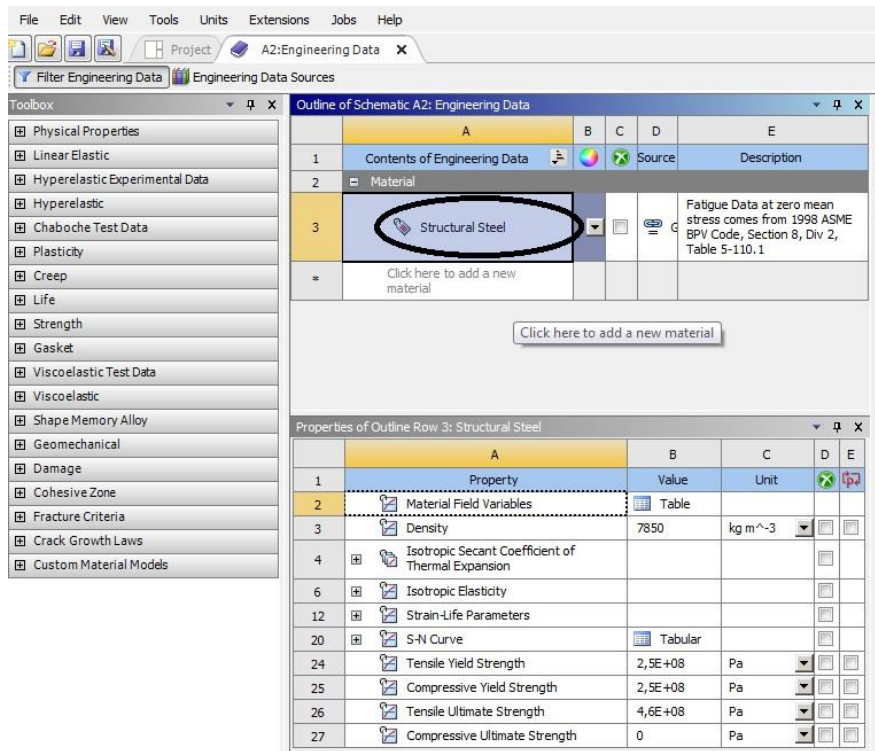 File Edit View Tools Units Extensions Jobs Help
Project A2:Engineering Data
Filter Engineering Data Engineering Data Sources
Toolbox
Physical Properties
Linear Elastic
Hyperelastic Experimental Data
Hyperelastic
Chaboche Test Data
Plasticity
Creep
Life
Strength
Gasket
Viscoelastic Test Data
Viscoelastic
Shape Memory Alloy
Geomechanical
Damage
Cohesive Zone
Fracture Criteria
Crack Growth Laws
Custom Material Models
Outline of Schematic A2: Engineering Data
A B C D E
1 Contents of Engineering Data Source Description
2 Material
3 Structural Steel G
Fatigue Data at zero mean
stress comes from 1998 ASME
BPV Code, Section 8, Div 2,
Table 5-110.1
* Click here to add a new
material
Click here to add a new material
Properties of Outline Row 3: Structural Steel
A B C D E
1 Property Value Unit
2 Material Field Variables Table
3 Density 7850 kg m^-3
4 Isotropic Secant Coefficient of
Thermal Expansion
6 Isotropic Elasticity
12 Strain-Life Parameters
20 S-N Curve Tabular
24 Tensile Yield Strength 2,5E+08 Pa
25 Compressive Yield Strength 2,5E+08 Pa
26 Tensile Ultimate Strength 4,6E+08 Pa
27 Compressive Ultimate Strength 0 Pa